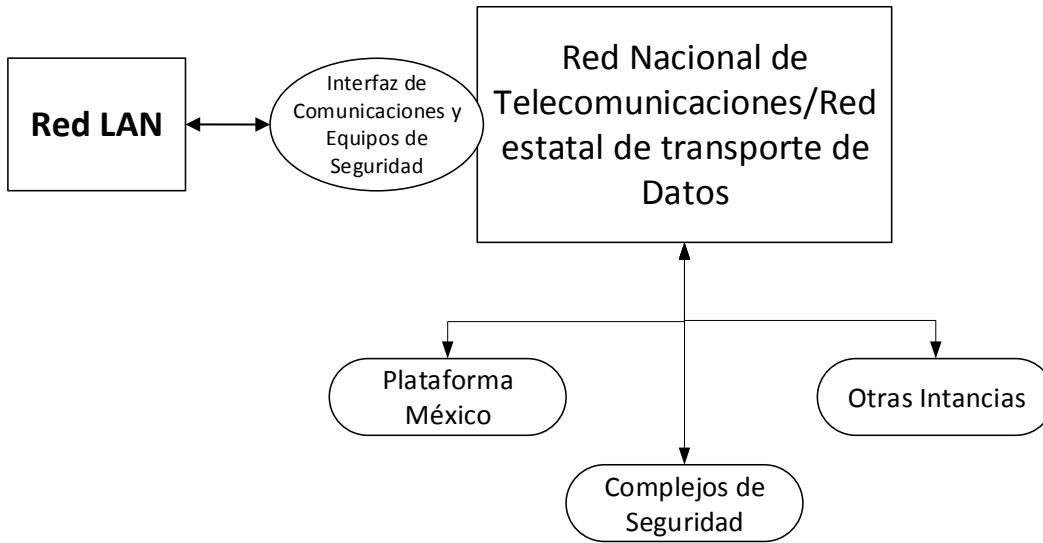 Red LAN
Interfaz de
Comunicaciones y
Equipos de
Seguridad
Red Nacional de
Telecomunicaciones/Red
estatal de transporte de
Datos
Plataforma
México
Otras Intancias
Complejos de
Seguridad